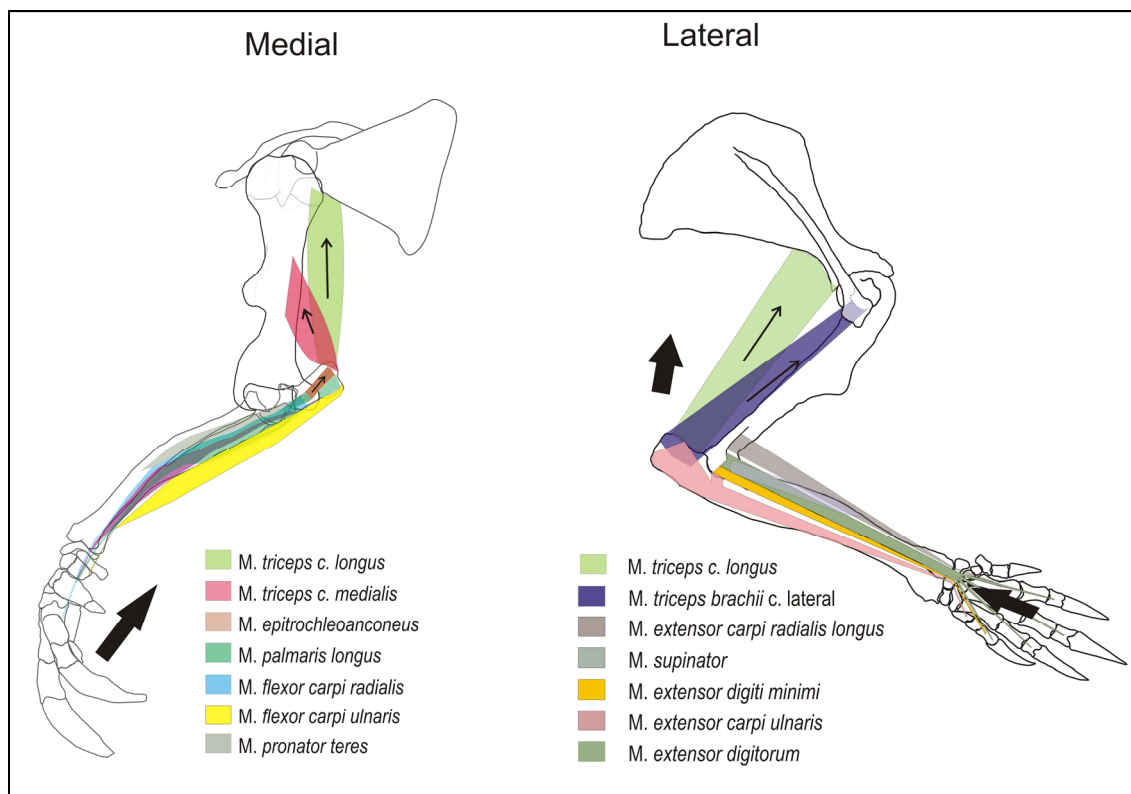 Medial
Lateral
M. triceps c. longus
M. triceps c. medialis
M. epitrochleoanconeus
M. palmaris longus
M. flexor carpi radialis
M. flexor carpi ulnaris
M. pronator teres
M. triceps c. longus
M. triceps brachii c. lateral
M. extensor carpi radialis longus
M. supinator
M. extensor digiti minimi
M. extensor carpi ulnaris
M. extensor digitorum